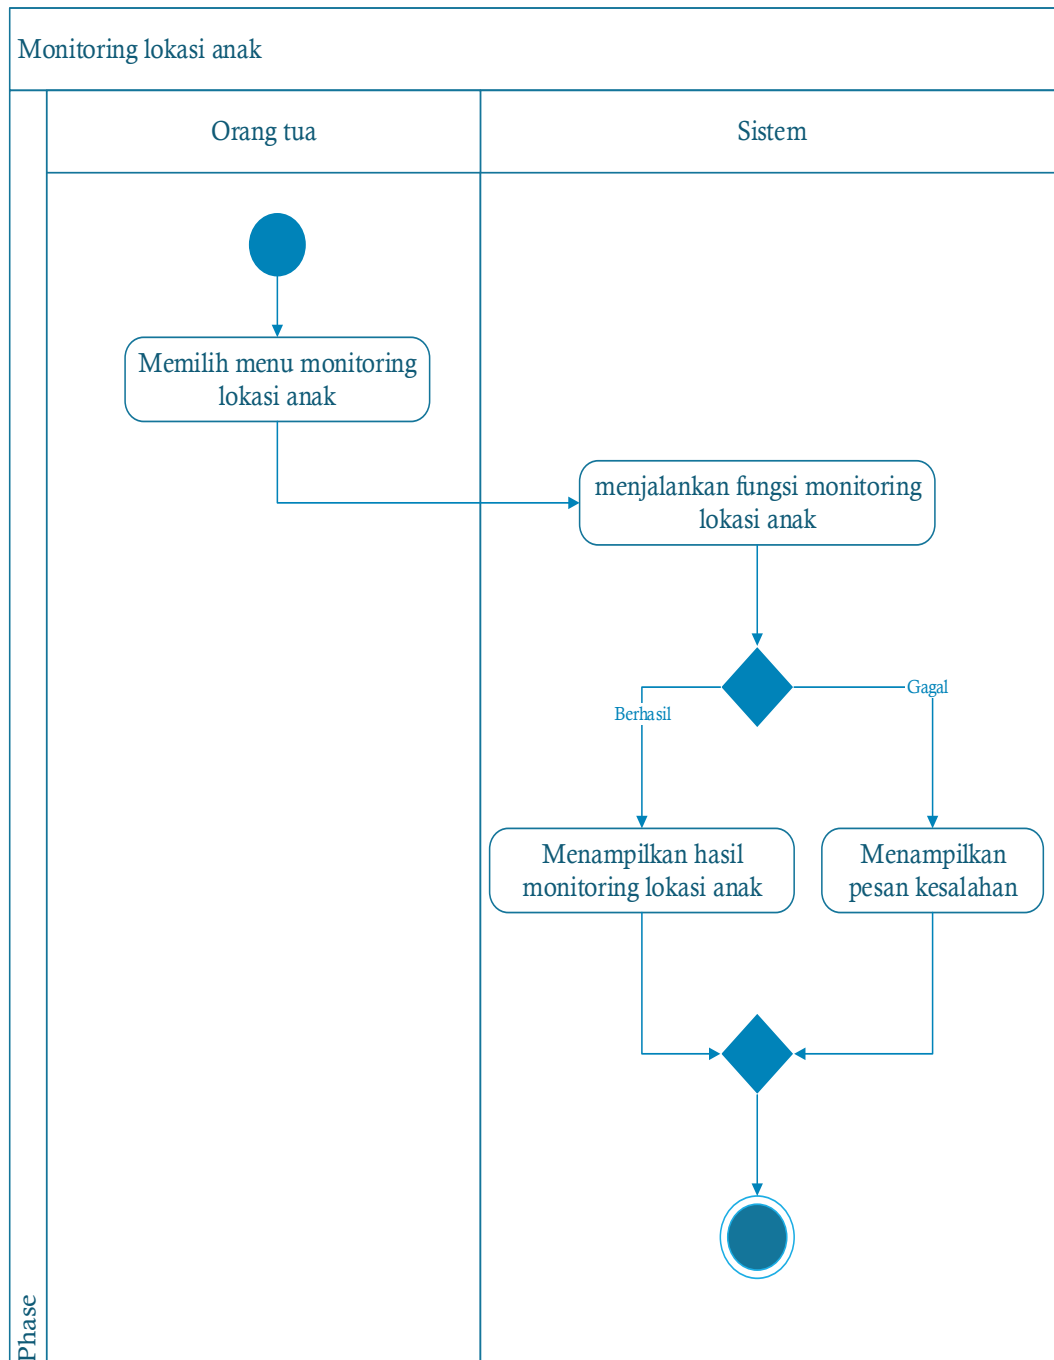 Monitoring lokasi anak
Orang tua
Sistem
Memilih menu monitoring
lokasi anak
menjalankan fungsi monitoring
lokasi anak
Gagal
Berhasil
Menampilkan hasil
monitoring lokasi anak
Menampilkan
pesan kesalahan
Phase